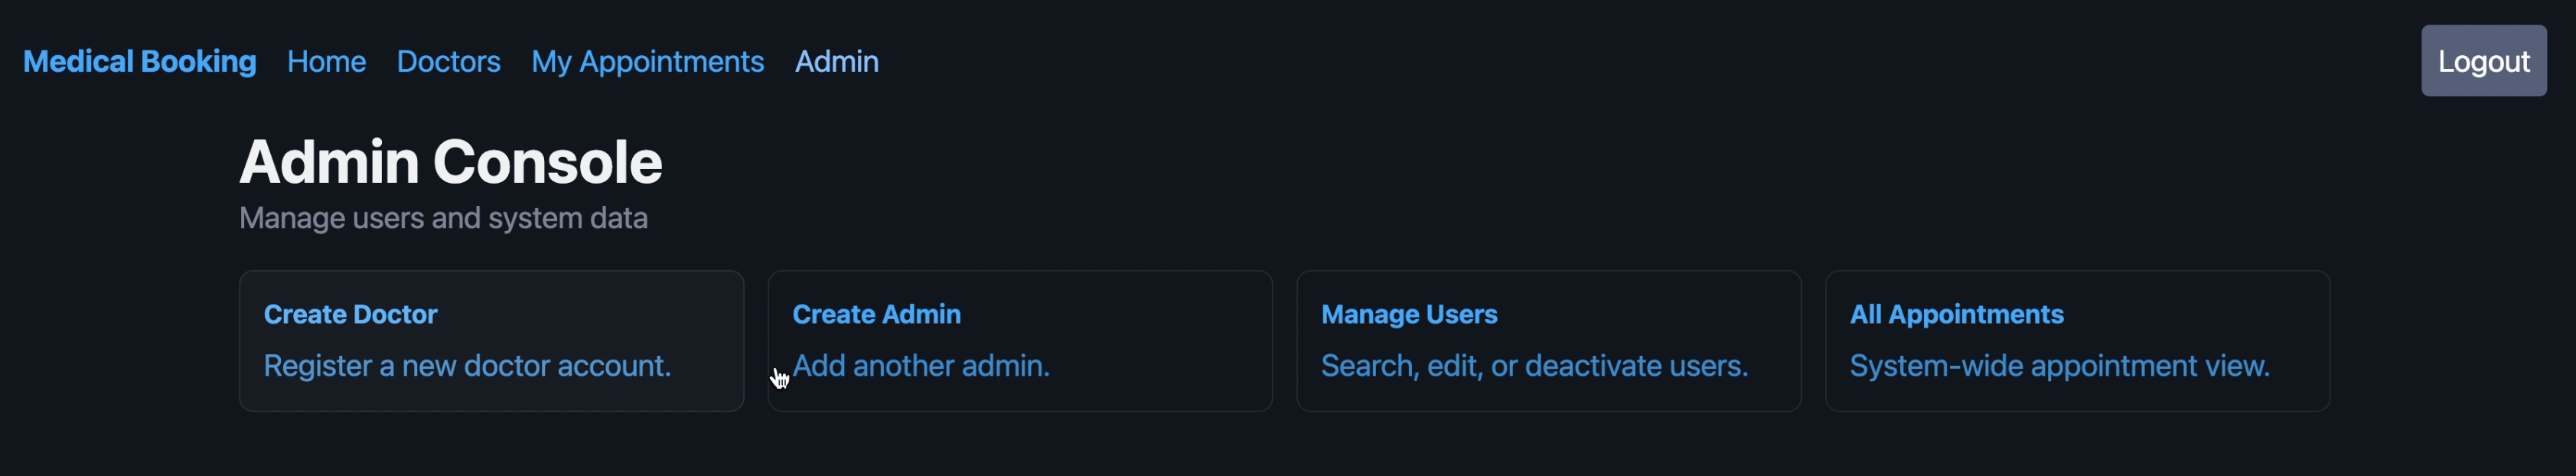 Medical Booking Home Doctors My Appointments Admin Logout
Admin Console
Manage users and system data
Create Doctor
Register a new doctor account.
Create Admin
Add another admin.
Manage Users
Search, edit, or deactivate users.
All Appointments
System-wide appointment view.